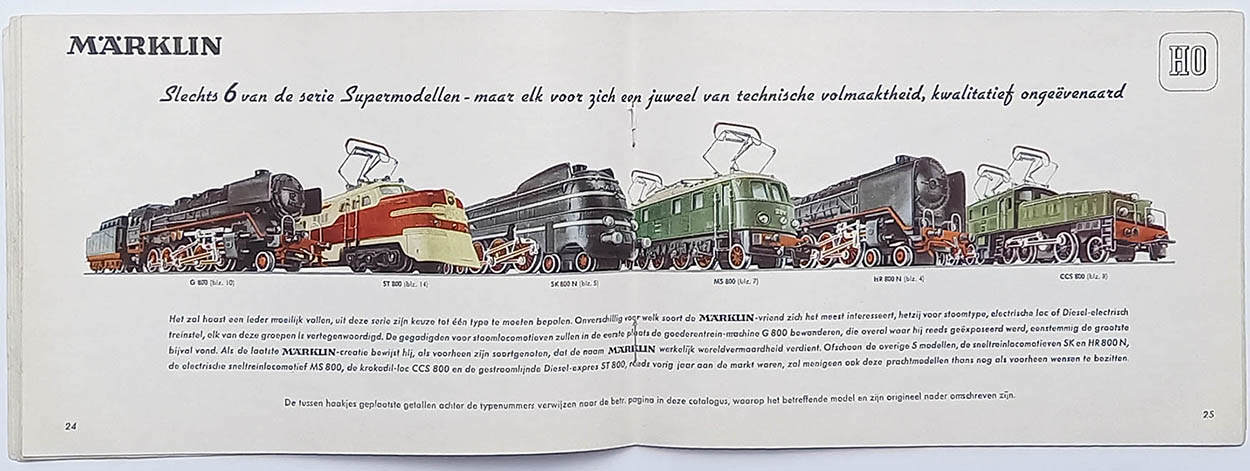 MÄRKLIN
HO
Slechts 6 van de serie Supermodellen - maar elk voor zich een juweel van technische volmaaktheid, kwalitatief ongeëvenaard
G 800 (blz. 10)
ST 800 (blz. 14)
SK 800 N (blz. 5)
MS 800 (blz. 7)
HR 800 N (blz. 4)
CCS 800 (blz. 8)
Het zal haast een ieder moeilijk vallen, uit deze serie zijn keuze tot één type te moeten bepalen. Onverschillig voor welk soort de MÄRKLIN-vriend zich het meest interesseert, hetzij voor stoomtype, electrische loc of Diesel-electrisch
treinstel, elk van deze groepen is vertegenwoordigd. De gegadigden voor stoomlocomotieven zullen in de eerste plaats de goederentrein-machine G 800 bewonderen, die overal waar hij reeds geëxposeerd werd, eenstemmig de grootste
bijval vond. Als de laatste MÄRKLIN-creatie bewijst hij, als voorheen zijn soortgenoten, dat de naam MÄRKLIN werkelijk wereldvermaardheid verdient. Ofschoon de overige 5 modellen, de sneltreinlocomotieven SK en HR 800 N,
de electrische sneltreinlocomotief MS 800, de krokodil-loc CCS 800 en de gestroomlijnde Diesel-expres ST 800, reeds vorig jaar aan de markt waren, zal menigeen ook deze prachtmodellen thans nog als voorheen wensen te bezitten.
De tussen haakjes geplaatste getallen achter de typenummers verwijzen naar de betr. pagina in deze catalogus, waarop het betreffende model en zijn origineel nader omschreven zijn.
24
25